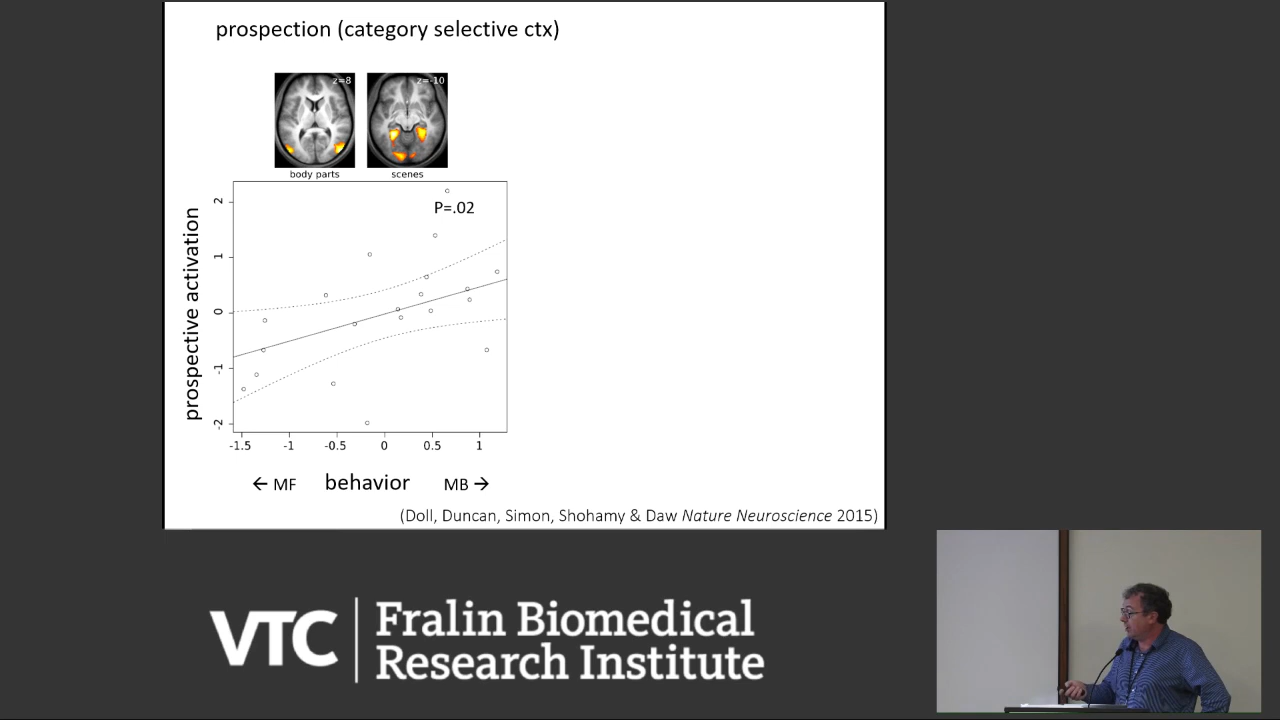 prospection (category selective ctx)
z=8
z=-10
body parts
scenes
P=.02
prospective activation
2
1
0
-1
-2
-1.5 -1 -0.5 0 0.5 1
← MF behavior MB →
(Doll, Duncan, Simon, Shohamy & Daw Nature Neuroscience 2015)
VTC
Fralin Biomedical
Research Institute